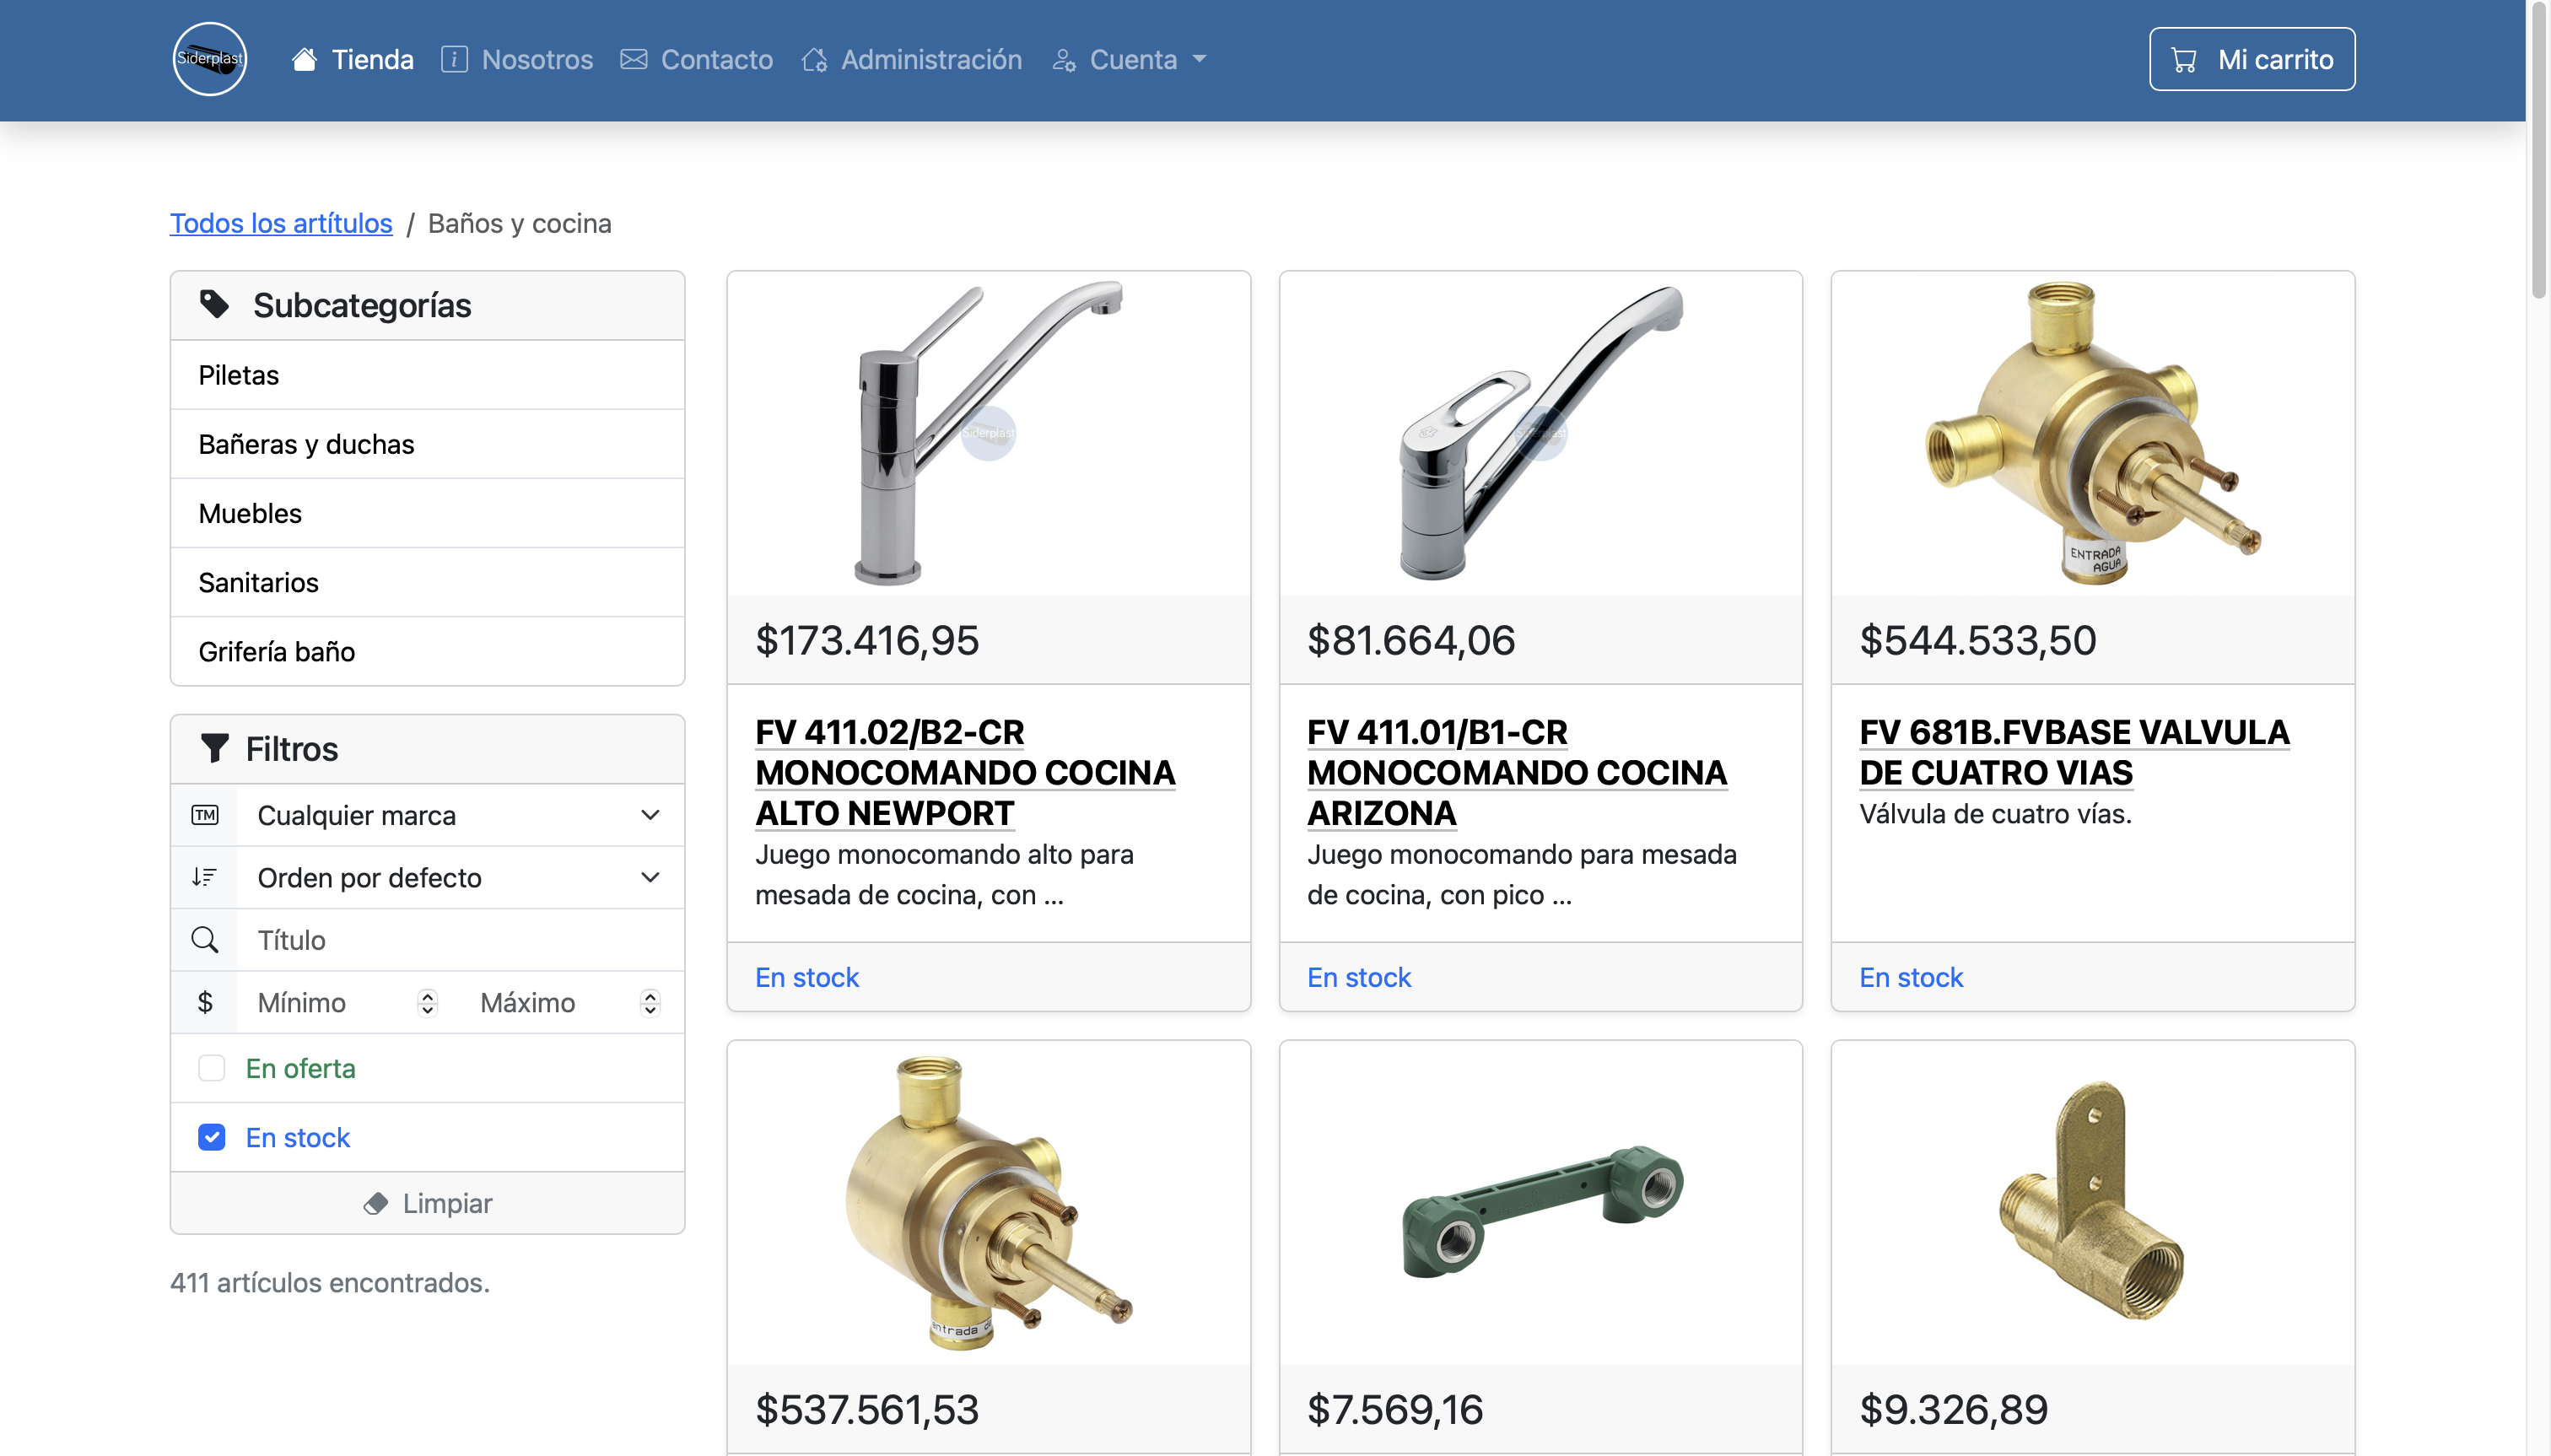 Siderplast
Tienda
Nosotros
Contacto
Administración
Cuenta
Mi carrito
Todos los artítulos / Baños y cocina
Subcategorías
Piletas
Bañeras y duchas
Muebles
Sanitarios
Grifería baño
Filtros
TM Cualquier marca
Orden por defecto
Título
$ Mínimo Máximo
En oferta
En stock
Limpiar
411 artículos encontrados.
Siderplast
$173.416,95
FV 411.02/B2-CR
MONOCOMANDO COCINA
ALTO NEWPORT
Juego monocomando alto para
mesada de cocina, con ...
En stock
Siderplast
$81.664,06
FV 411.01/B1-CR
MONOCOMANDO COCINA
ARIZONA
Juego monocomando para mesada
de cocina, con pico ...
En stock
ENTRADA
AGUA
$544.533,50
FV 681B.FVBASE VALVULA
DE CUATRO VIAS
Válvula de cuatro vías.
En stock
entrada
$537.561,53
$7.569,16
$9.326,89